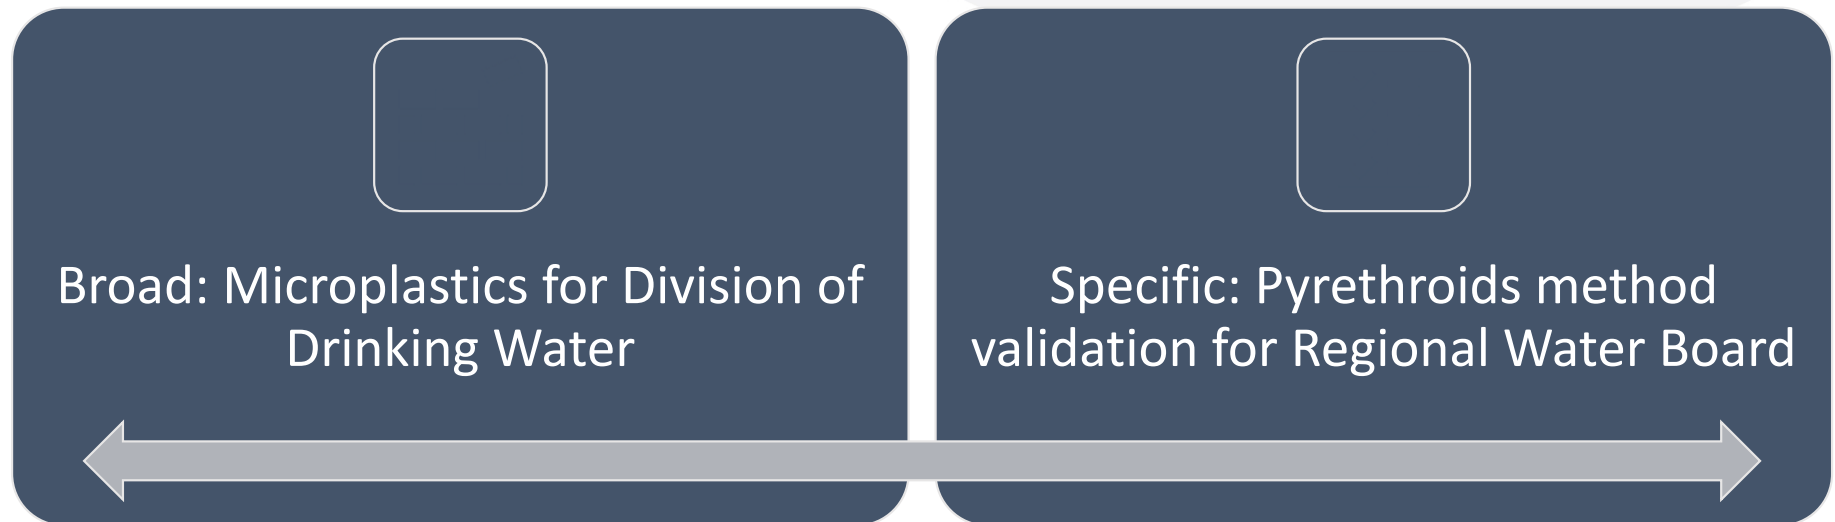 Broad: Microplastics for Division of
Drinking Water
Specific: Pyrethroids method
validation for Regional Water Board